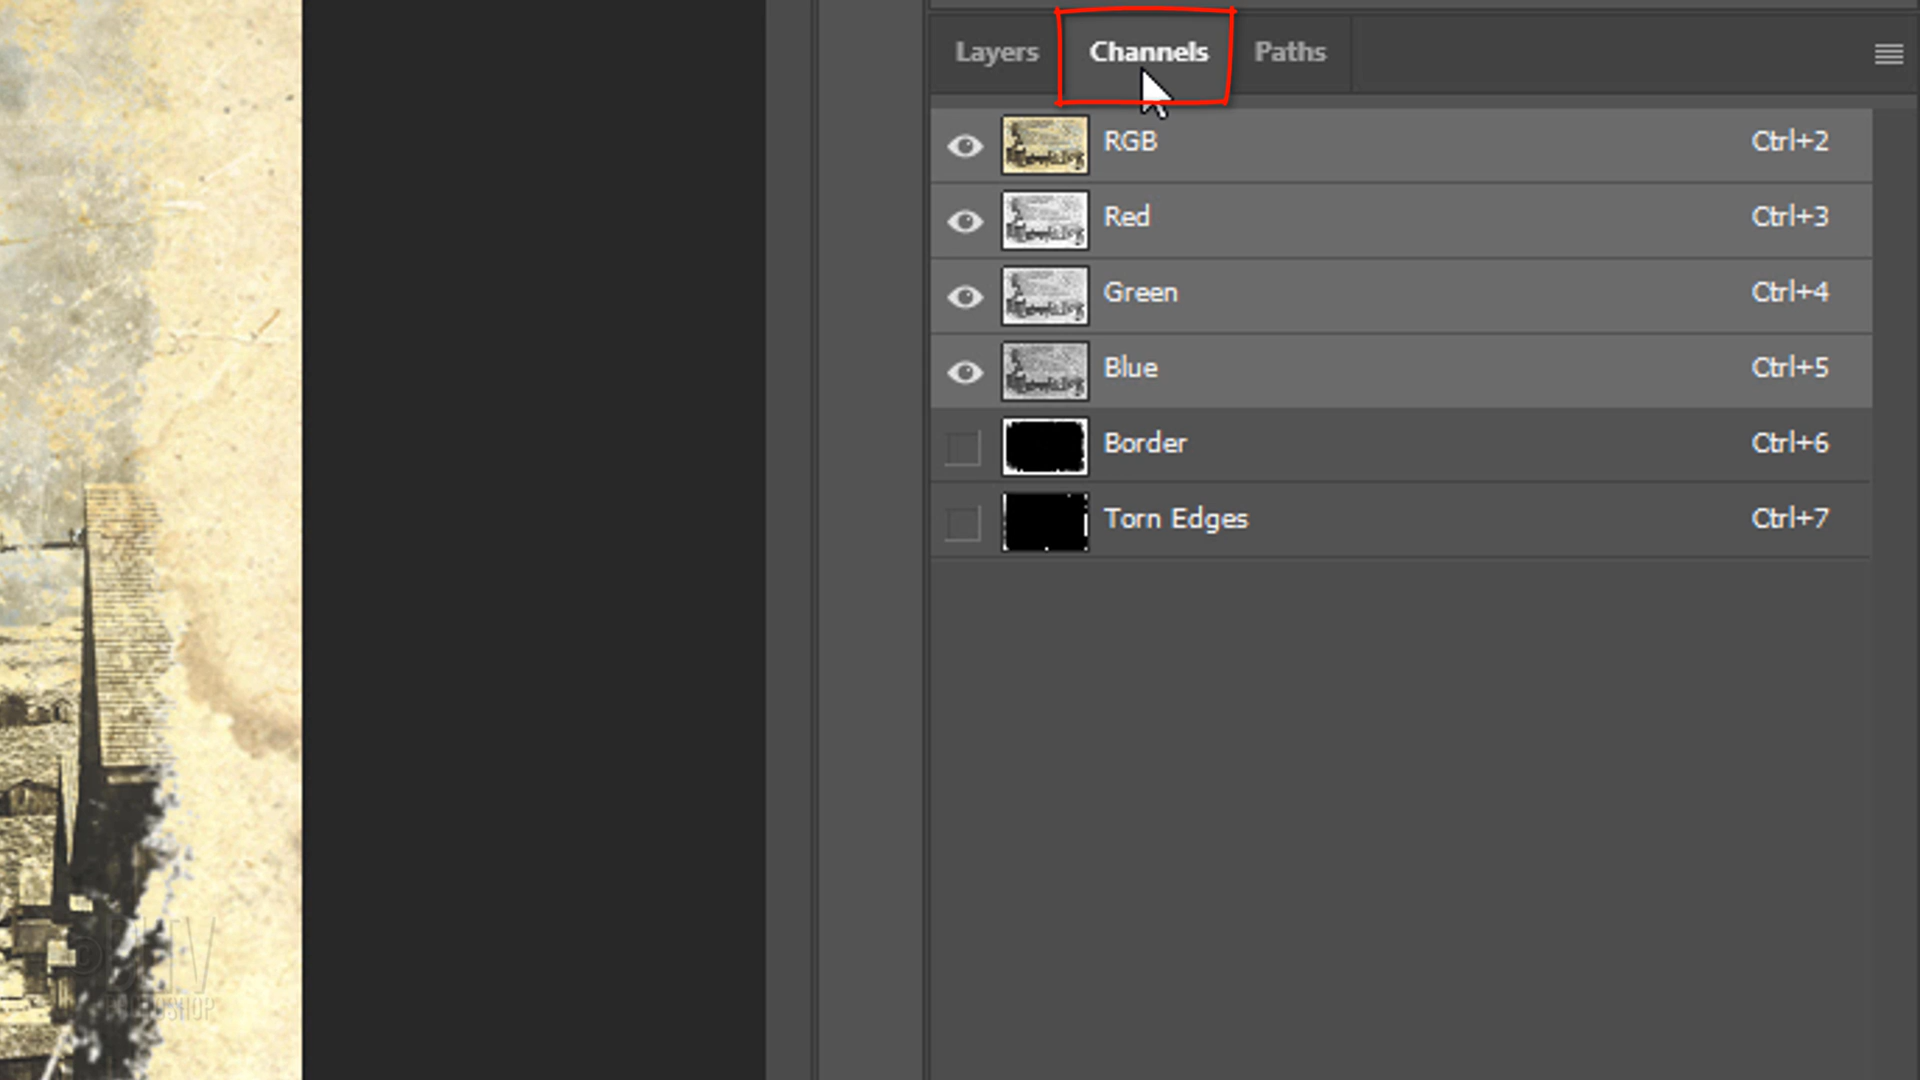 Layers Channels Paths
RGB Ctrl+2
Red Ctrl+3
Green Ctrl+4
Blue Ctrl+5
Border Ctrl+6
Torn Edges Ctrl+7
PHOTOSHOP